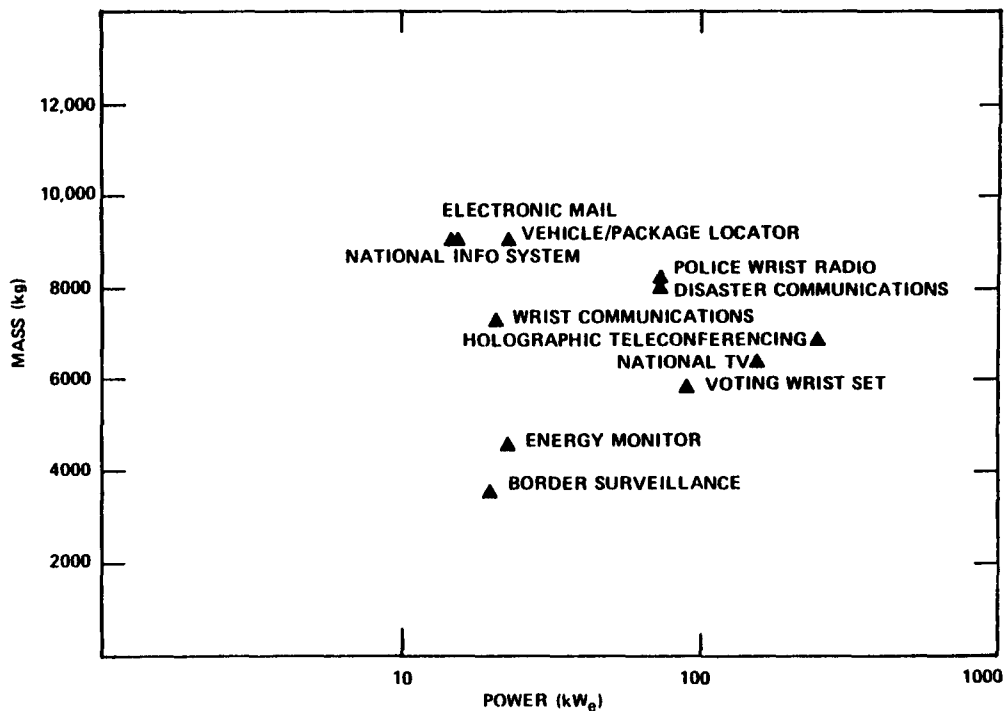 12,000
10,000
8000
6000
4000
2000
MASS (kg)
ELECTRONIC MAIL
VEHICLE/PACKAGE LOCATOR
NATIONAL INFO SYSTEM
POLICE WRIST RADIO
DISASTER COMMUNICATIONS
WRIST COMMUNICATIONS
HOLOGRAPHIC TELECONFERENCING
NATIONAL TV
VOTING WRIST SET
ENERGY MONITOR
BORDER SURVEILLANCE
10 100 1000
POWER (kWe)